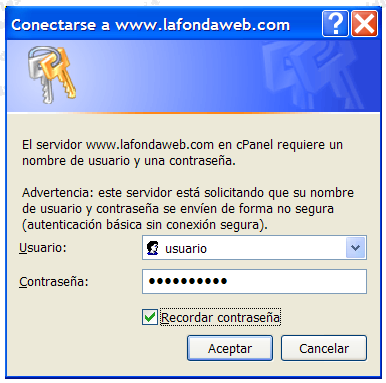 Conectarse a www.lafondaweb.com
El servidor www.lafondaweb.com en cPanel requiere un
nombre de usuario y una contraseña.
Advertencia: este servidor está solicitando que su nombre
de usuario y contraseña se envíen de forma no segura
(autenticación básica sin conexión segura).
Usuario: usuario
Contraseña: ••••••••••
Recordar contraseña
Aceptar Cancelar